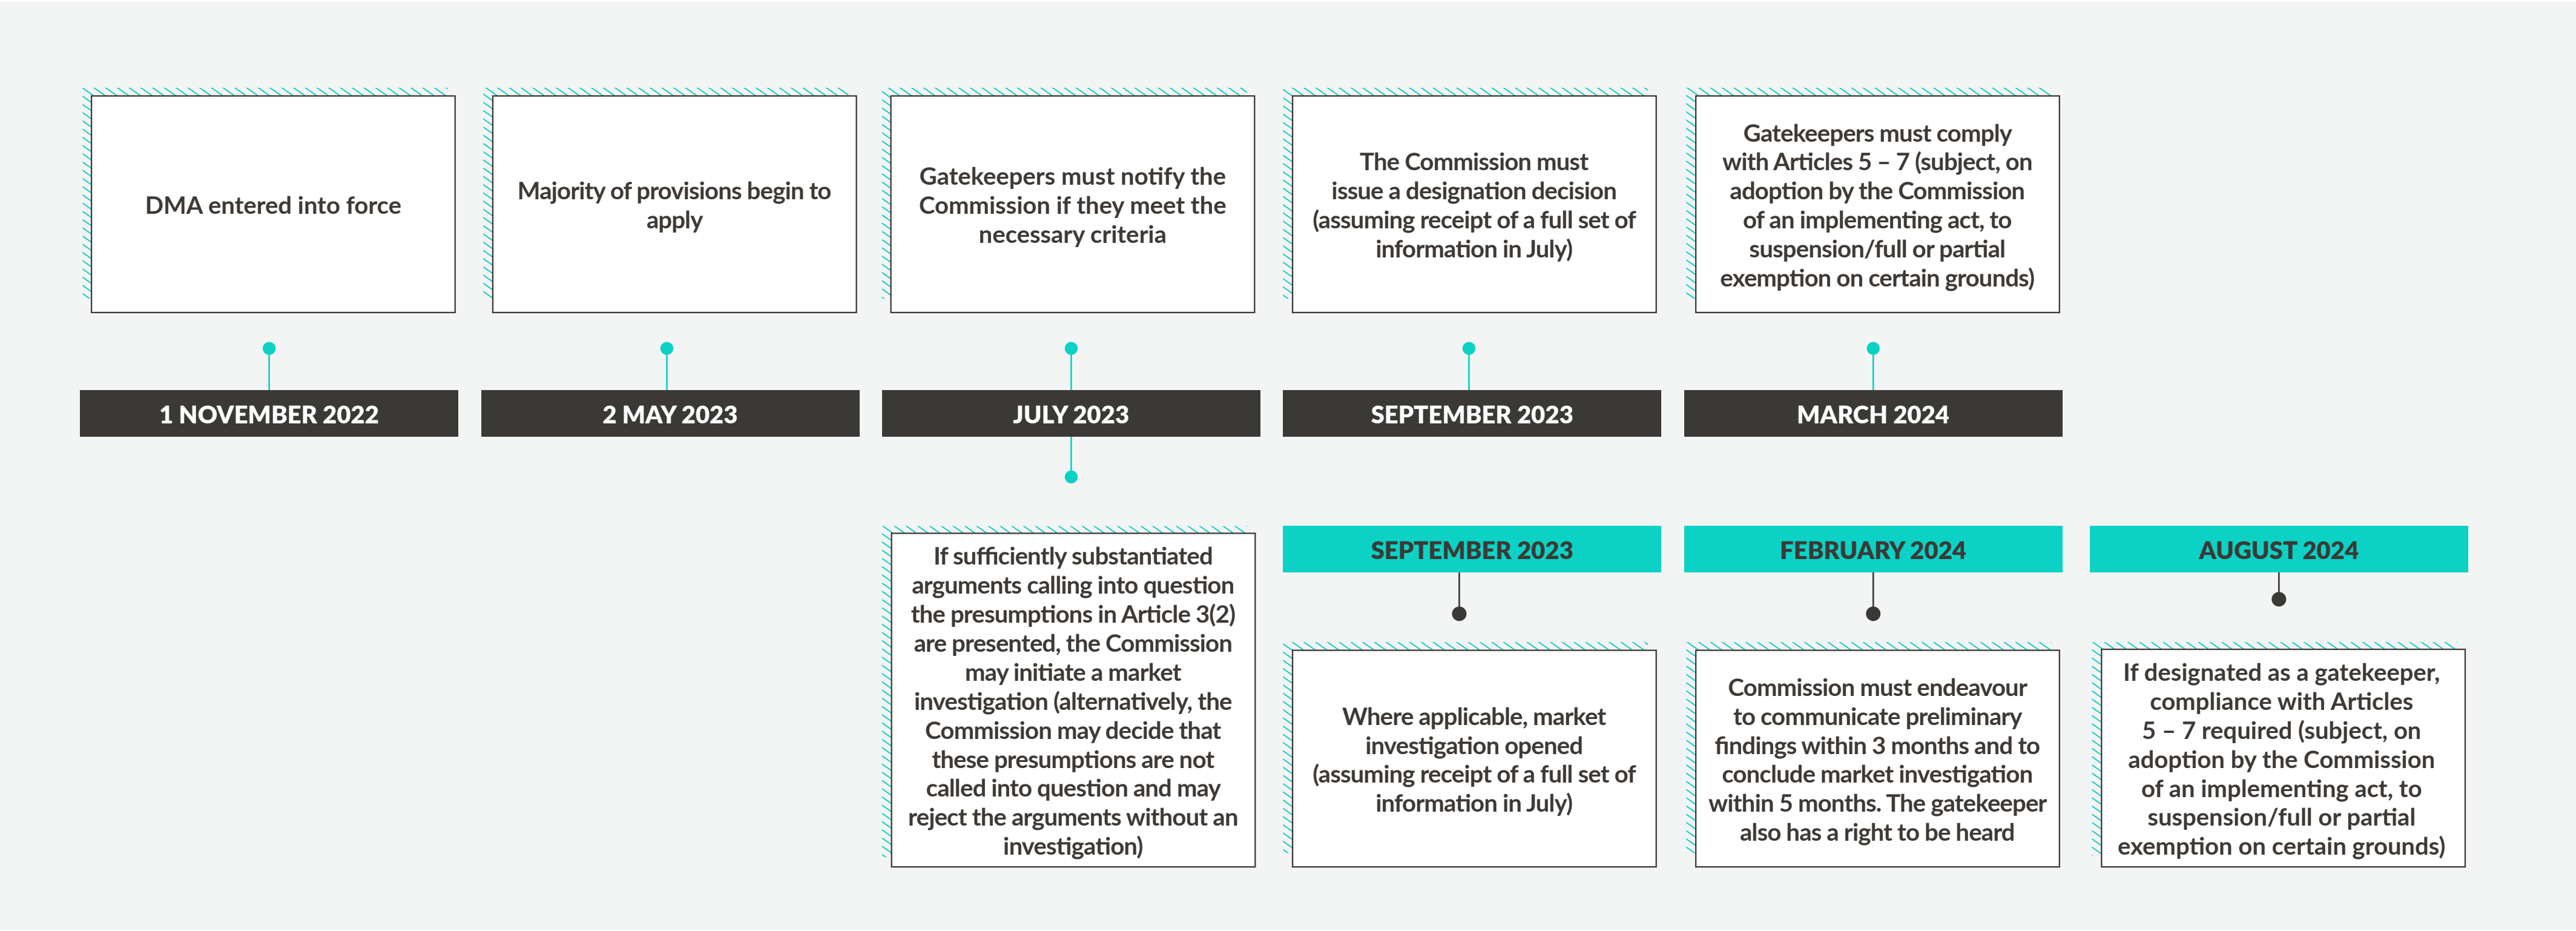 DMA entered into force
Majority of provisions begin to
apply
Gatekeepers must notify the
Commission if they meet the
necessary criteria
The Commission must
issue a designation decision
(assuming receipt of a full set of
information in July)
Gatekeepers must comply
with Articles 5 – 7 (subject, on
adoption by the Commission
of an implementing act, to
suspension/full or partial
exemption on certain grounds)
1 NOVEMBER 2022
2 MAY 2023
JULY 2023
SEPTEMBER 2023
MARCH 2024
If sufficiently substantiated
arguments calling into question
the presumptions in Article 3(2)
are presented, the Commission
may initiate a market
investigation (alternatively, the
Commission may decide that
these presumptions are not
called into question and may
reject the arguments without an
investigation)
SEPTEMBER 2023
Where applicable, market
investigation opened
(assuming receipt of a full set of
information in July)
FEBRUARY 2024
Commission must endeavour
to communicate preliminary
findings within 3 months and to
conclude market investigation
within 5 months. The gatekeeper
also has a right to be heard
AUGUST 2024
If designated as a gatekeeper,
compliance with Articles
5 – 7 required (subject, on
adoption by the Commission
of an implementing act, to
suspension/full or partial
exemption on certain grounds)